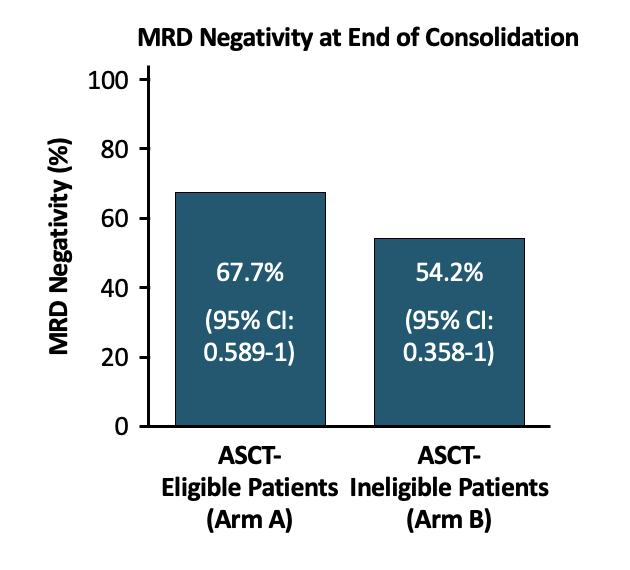 MRD Negativity at End of Consolidation
MRD Negativity (%)
100
80
60
40
20
0
67.7%
(95% CI:
0.589-1)
54.2%
(95% CI:
0.358-1)
ASCT-
Eligible Patients
(Arm A)
ASCT-
Ineligible Patients
(Arm B)